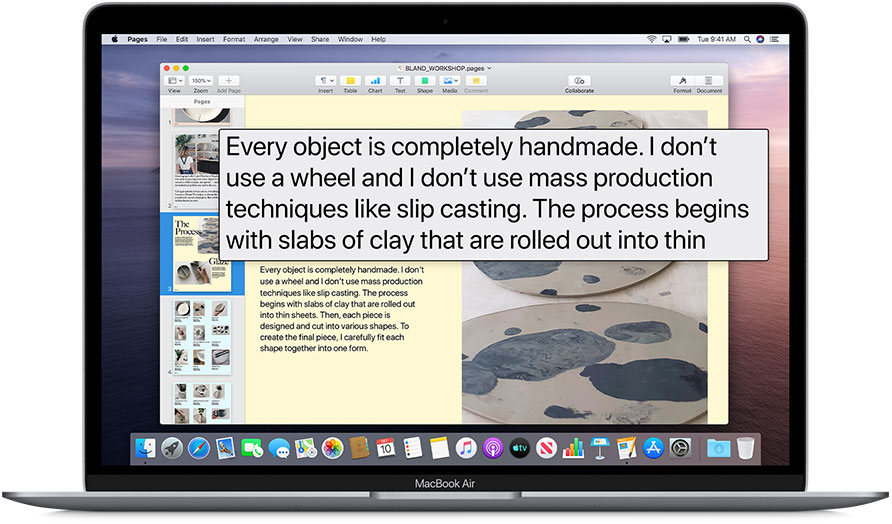 Pages File Edit Insert Format Arrange View Share Window Help Tue 9:41 AM
BLAND_WORKSHOP.pages
150%
View Zoom Add Page Insert Table Chart Text Shape Media Comment Collaborate Format Document
Pages
1
2
The
Process
Glaze
3
4
Every object is completely handmade. I don’t
use a wheel and I don’t use mass production
techniques like slip casting. The process begins
with slabs of clay that are rolled out into thin
Every object is completely handmade. I don’t
use a wheel and I don’t use mass production
techniques like slip casting. The process
begins with slabs of clay that are rolled out
into thin sheets. Then, each piece is
designed and cut into various shapes. To
create the final piece, I carefully fit each
shape together into one form.
OCT
10
tv
MacBook Air